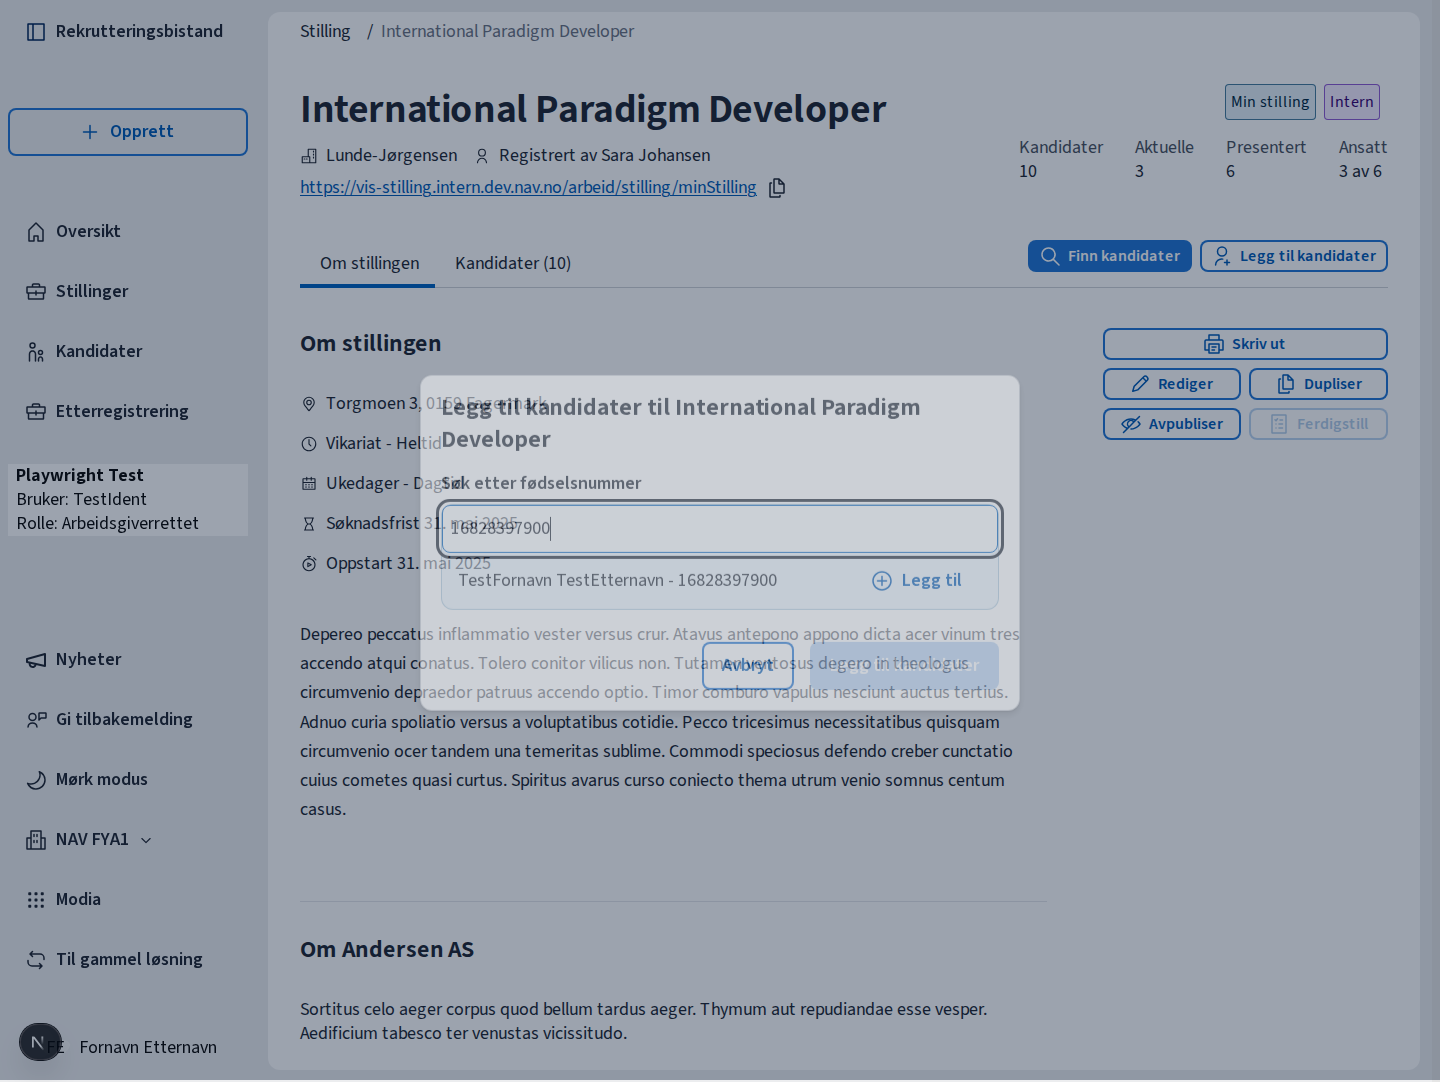 Rekrutteringsbistand
Opprett
Oversikt
Stillinger
Kandidater
Etterregistrering
Playwright Test
Bruker: TestIdent
Rolle: Arbeidsgiverrettet
Nyheter
Gi tilbakemelding
Mørk modus
NAV FYA1
Media
Til gammel løsning
N FE Fornavn Etternavn
Stilling / International Paradigm Developer
International Paradigm Developer
Min stilling Intern
Lunde-Jørgensen Registrert av Sara Johansen
https://vis-stilling.intern.dev.nav.no/arbeid/stilling/minStilling
Kandidater Aktuelle Presentert Ansatt
10 3 6 3 av 6
Om stillingen Kandidater (10)
Finn kandidater Legg til kandidater
Om stillingen
Skriv ut
Rediger Dupliser
Avpubliser Ferdigstill
Torgmoen 3, 0159 Fagermark
Vikariat - Heltid
Ukedager - Dagtid
Søknadsfrist 31. mai 2025
Oppstart 31. mai 2025
Legg til kandidater til International Paradigm
Developer
Søk etter fødselsnummer
16828397900
TestFornavn TestEtternavn - 16828397900 Legg til
Avbryt
Depereo peccatus inflammatio vester versus crur. Atavus antepono appono dicta acer vinum tres
accendo atqui conatus. Tolero conitor vilicus non. Tutamen ventosus degero in theologus
circumvenio depraedor patruus accendo optio. Timor comburo vapulus nesciunt auctus tertius.
Adnuo curia spoliatio versus a voluptatibus cotidie. Pecco tricesimus necessitatibus quisquam
circumvenio ocer tandem una temeritas sublime. Commodi speciosus defendo creber cunctatio
cuius cometes quasi curtus. Spiritus avarus curso coniecto thema utrum venio somnus centum
casus.
Om Andersen AS
Sortitus celo aeger corpus quod bellum tardus aeger. Thymum aut repudiandae esse vesper.
Aedificium tabesco ter venustas vicissitudo.